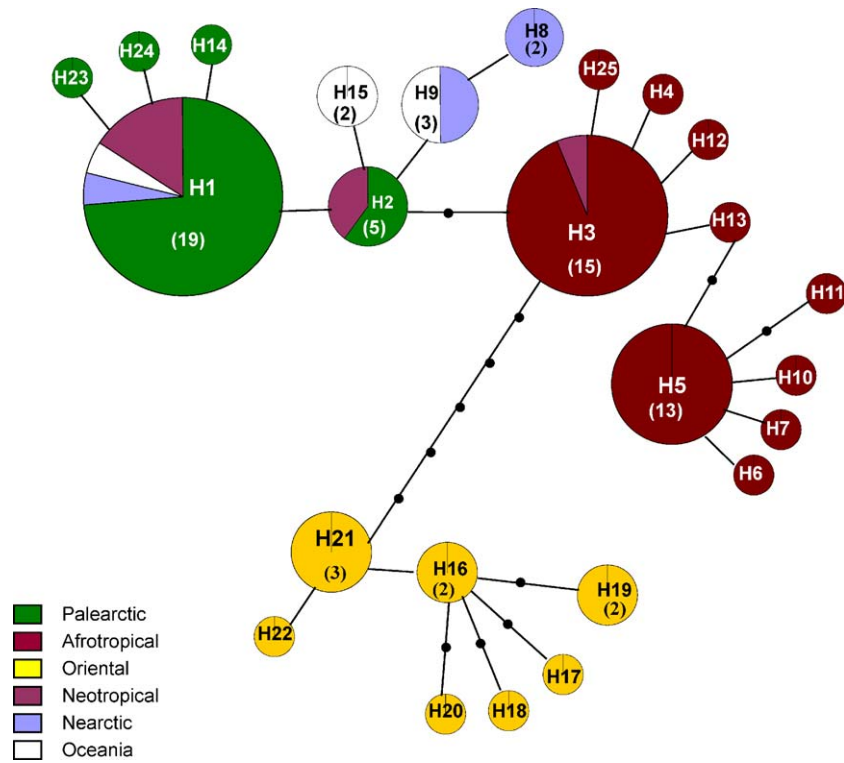 H8
(2)
H24
H14
H23
H15
(2)
H9
(3)
H25
H4
H12
H1
(19)
H2
(5)
H3
(15)
H13
H11
H5
(13)
H10
H7
H6
H21
(3)
H16
(2)
H19
(2)
H22
H17
H20
H18
Palearctic
Afrotropical
Oriental
Neotropical
Nearctic
Oceania